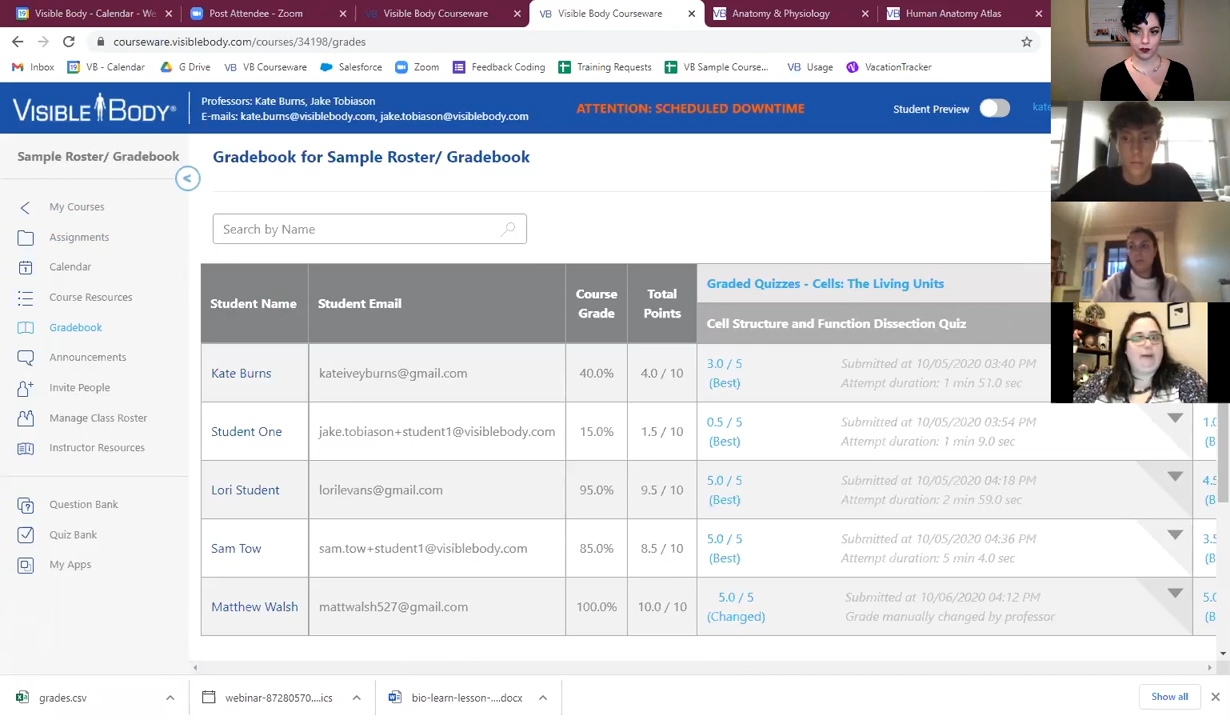 Visible Body - Calendar - We
Post Attendee - Zoom
Visible Body Courseware
Visible Body Courseware
Anatomy & Physiology
Human Anatomy Atlas
courseware.visiblebody.com/courses/34198/grades
Inbox
VB - Calendar
G Drive
VB Courseware
Salesforce
Zoom
Feedback Coding
Training Requests
VB Sample Course...
Usage
VacationTracker
VISIBLE BODY®
Professors: Kate Burns, Jake Tobiason
E-mails: kate.burns@visiblebody.com, jake.tobiason@visiblebody.com
ATTENTION: SCHEDULED DOWNTIME
Student Preview
kate
Sample Roster/ Gradebook
<
My Courses
Assignments
Calendar
Course Resources
Gradebook
Announcements
Invite People
Manage Class Roster
Instructor Resources
Question Bank
Quiz Bank
My Apps
Gradebook for Sample Roster/ Gradebook
Search by Name
Student Name
Student Email
Course
Grade
Total
Points
Graded Quizzes - Cells: The Living Units
Cell Structure and Function Dissection Quiz
Kate Burns
kateiveyburns@gmail.com
40.0%
4.0 / 10
3.0 / 5
(Best)
Submitted at 10/05/2020 03:40 PM
Attempt duration: 1 min 51.0 sec
Student One
jake.tobiason+student1@visiblebody.com
15.0%
1.5 / 10
0.5 / 5
(Best)
Submitted at 10/05/2020 03:54 PM
Attempt duration: 1 min 9.0 sec
1.0
(B
Lori Student
lorilevans@gmail.com
95.0%
9.5 / 10
5.0 / 5
(Best)
Submitted at 10/05/2020 04:18 PM
Attempt duration: 2 min 59.0 sec
4.5
(B
Sam Tow
sam.tow+student1@visiblebody.com
85.0%
8.5 / 10
5.0 / 5
(Best)
Submitted at 10/05/2020 04:36 PM
Attempt duration: 5 min 4.0 sec
3.5
(B
Matthew Walsh
mattwalsh527@gmail.com
100.0%
10.0 / 10
5.0 / 5
(Changed)
Submitted at 10/06/2020 04:12 PM
Grade manually changed by professor
5.0
(B
grades.csv
webinar-87280570....ics
bio-learn-lesson-....docx
Show all